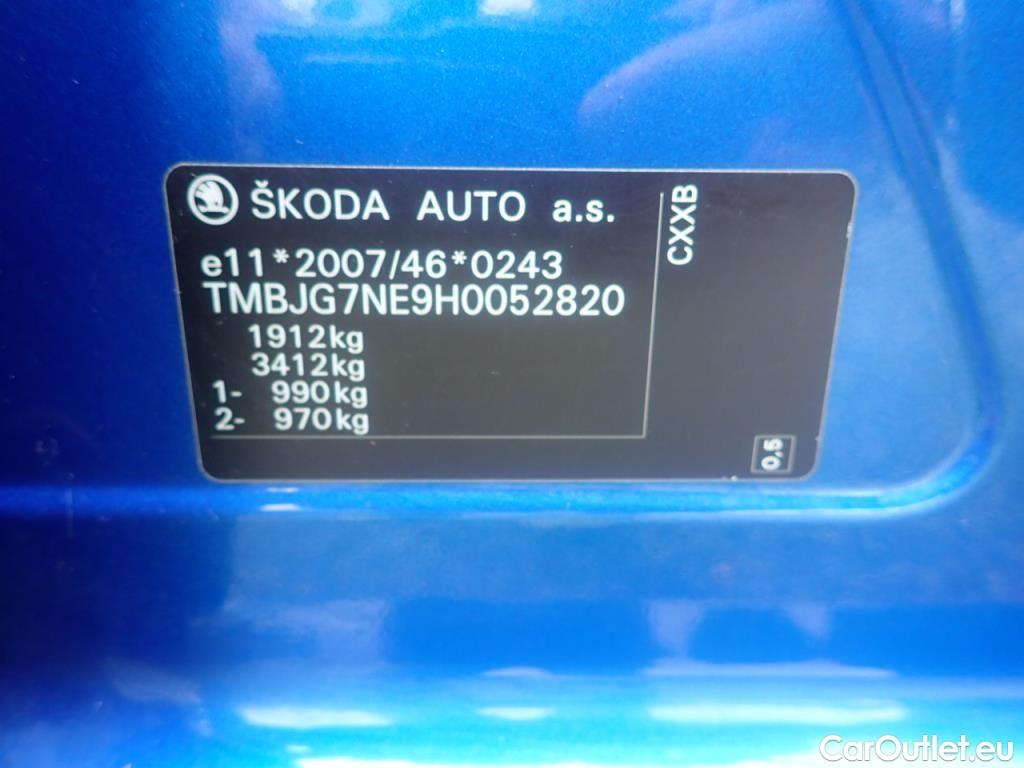 ŠKODA AUTO a.s.
e11*2007/46*0243
TMBJG7NE9H0052820
1912kg
3412kg
1- 990kg
2- 970kg
CXXB
0,5
CarOutlet.eu